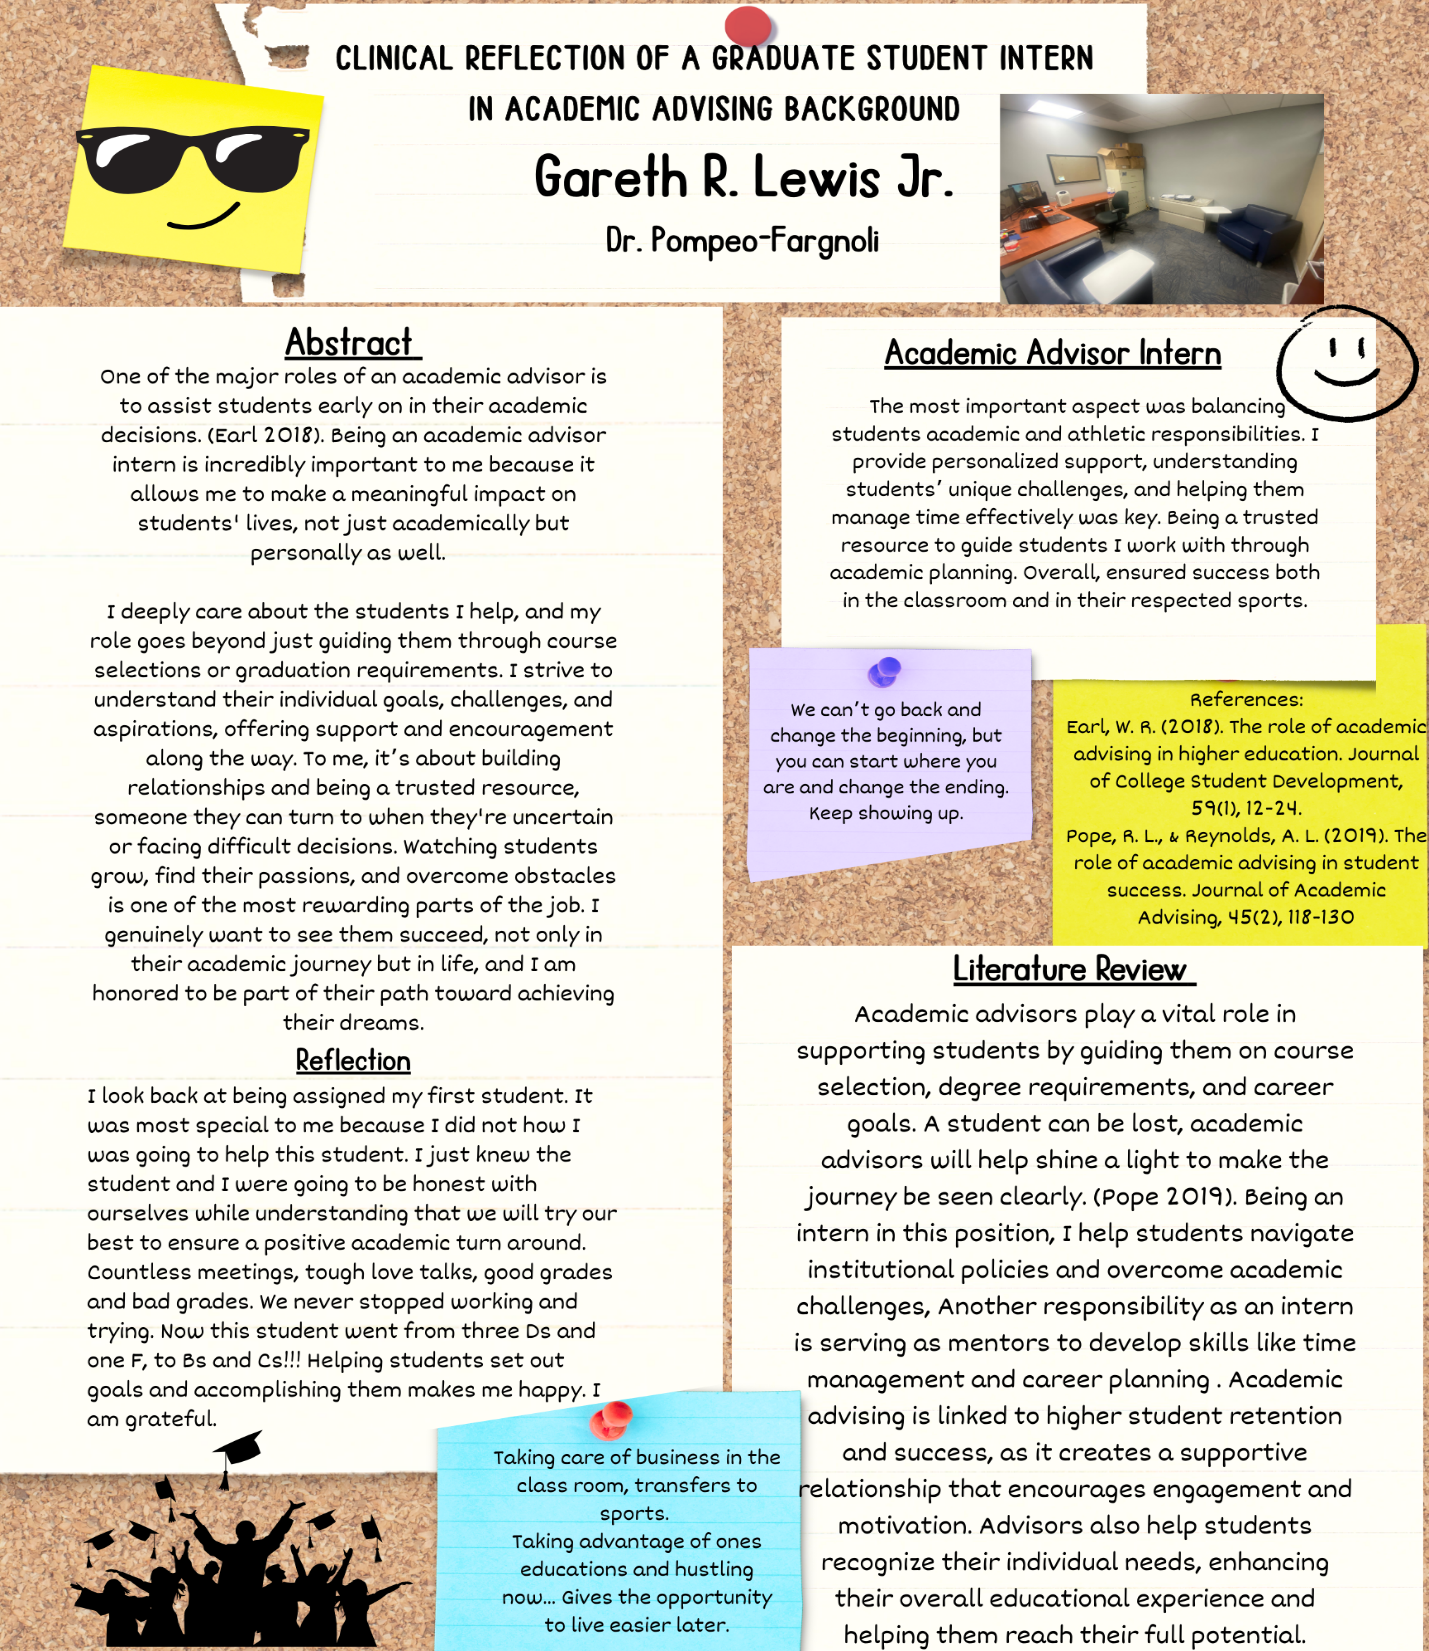 CLINICAL REFLECTION OF A GRADUATE STUDENT INTERN
IN ACADEMIC ADVISING BACKGROUND
Gareth R. Lewis Jr.
Dr. Pompeo-Fargnoli
Abstract
One of the major roles of an academic advisor is
to assist students early on in their academic
decisions. (Earl 2018). Being an academic advisor
intern is incredibly important to me because it
allows me to make a meaningful impact on
students' lives, not just academically but
personally as well.
I deeply care about the students I help, and my
role goes beyond just guiding them through course
selections or graduation requirements. I strive to
understand their individual goals, challenges, and
aspirations, offering support and encouragement
along the way. To me, it’s about building
relationships and being a trusted resource,
someone they can turn to when they're uncertain
or facing difficult decisions. Watching students
grow, find their passions, and overcome obstacles
is one of the most rewarding parts of the job. I
genuinely want to see them succeed, not only in
their academic journey but in life, and I am
honored to be part of their path toward achieving
their dreams.
Reflection
I look back at being assigned my first student. It
was most special to me because I did not how I
was going to help this student. I just knew the
student and I were going to be honest with
ourselves while understanding that we will try our
best to ensure a positive academic turn around.
Countless meetings, tough love talks, good grades
and bad grades. We never stopped working and
trying. Now this student went from three Ds and
one F, to Bs and Cs!!! Helping students set out
goals and accomplishing them makes me happy. I
am grateful.
Academic Advisor Intern
The most important aspect was balancing
students academic and athletic responsibilities. I
provide personalized support, understanding
students’ unique challenges, and helping them
manage time effectively was key. Being a trusted
resource to guide students I work with through
academic planning. Overall, ensured success both
in the classroom and in their respected sports.
We can’t go back and
change the beginning, but
you can start where you
are and change the ending.
Keep showing up.
References:
Earl, W. R. (2018). The role of academic
advising in higher education. Journal
of College Student Development,
59(1), 12-24.
Pope, R. L., & Reynolds, A. L. (2019). The
role of academic advising in student
success. Journal of Academic
Advising, 45(2), 118-130
Literature Review
Academic advisors play a vital role in
supporting students by guiding them on course
selection, degree requirements, and career
goals. A student can be lost, academic
advisors will help shine a light to make the
journey be seen clearly. (Pope 2019). Being an
intern in this position, I help students navigate
institutional policies and overcome academic
challenges, Another responsibility as an intern
is serving as mentors to develop skills like time
management and career planning . Academic
advising is linked to higher student retention
and success, as it creates a supportive
relationship that encourages engagement and
motivation. Advisors also help students
recognize their individual needs, enhancing
their overall educational experience and
helping them reach their full potential.
Taking care of business in the
class room, transfers to
sports.
Taking advantage of ones
educations and hustling
now... Gives the opportunity
to live easier later.